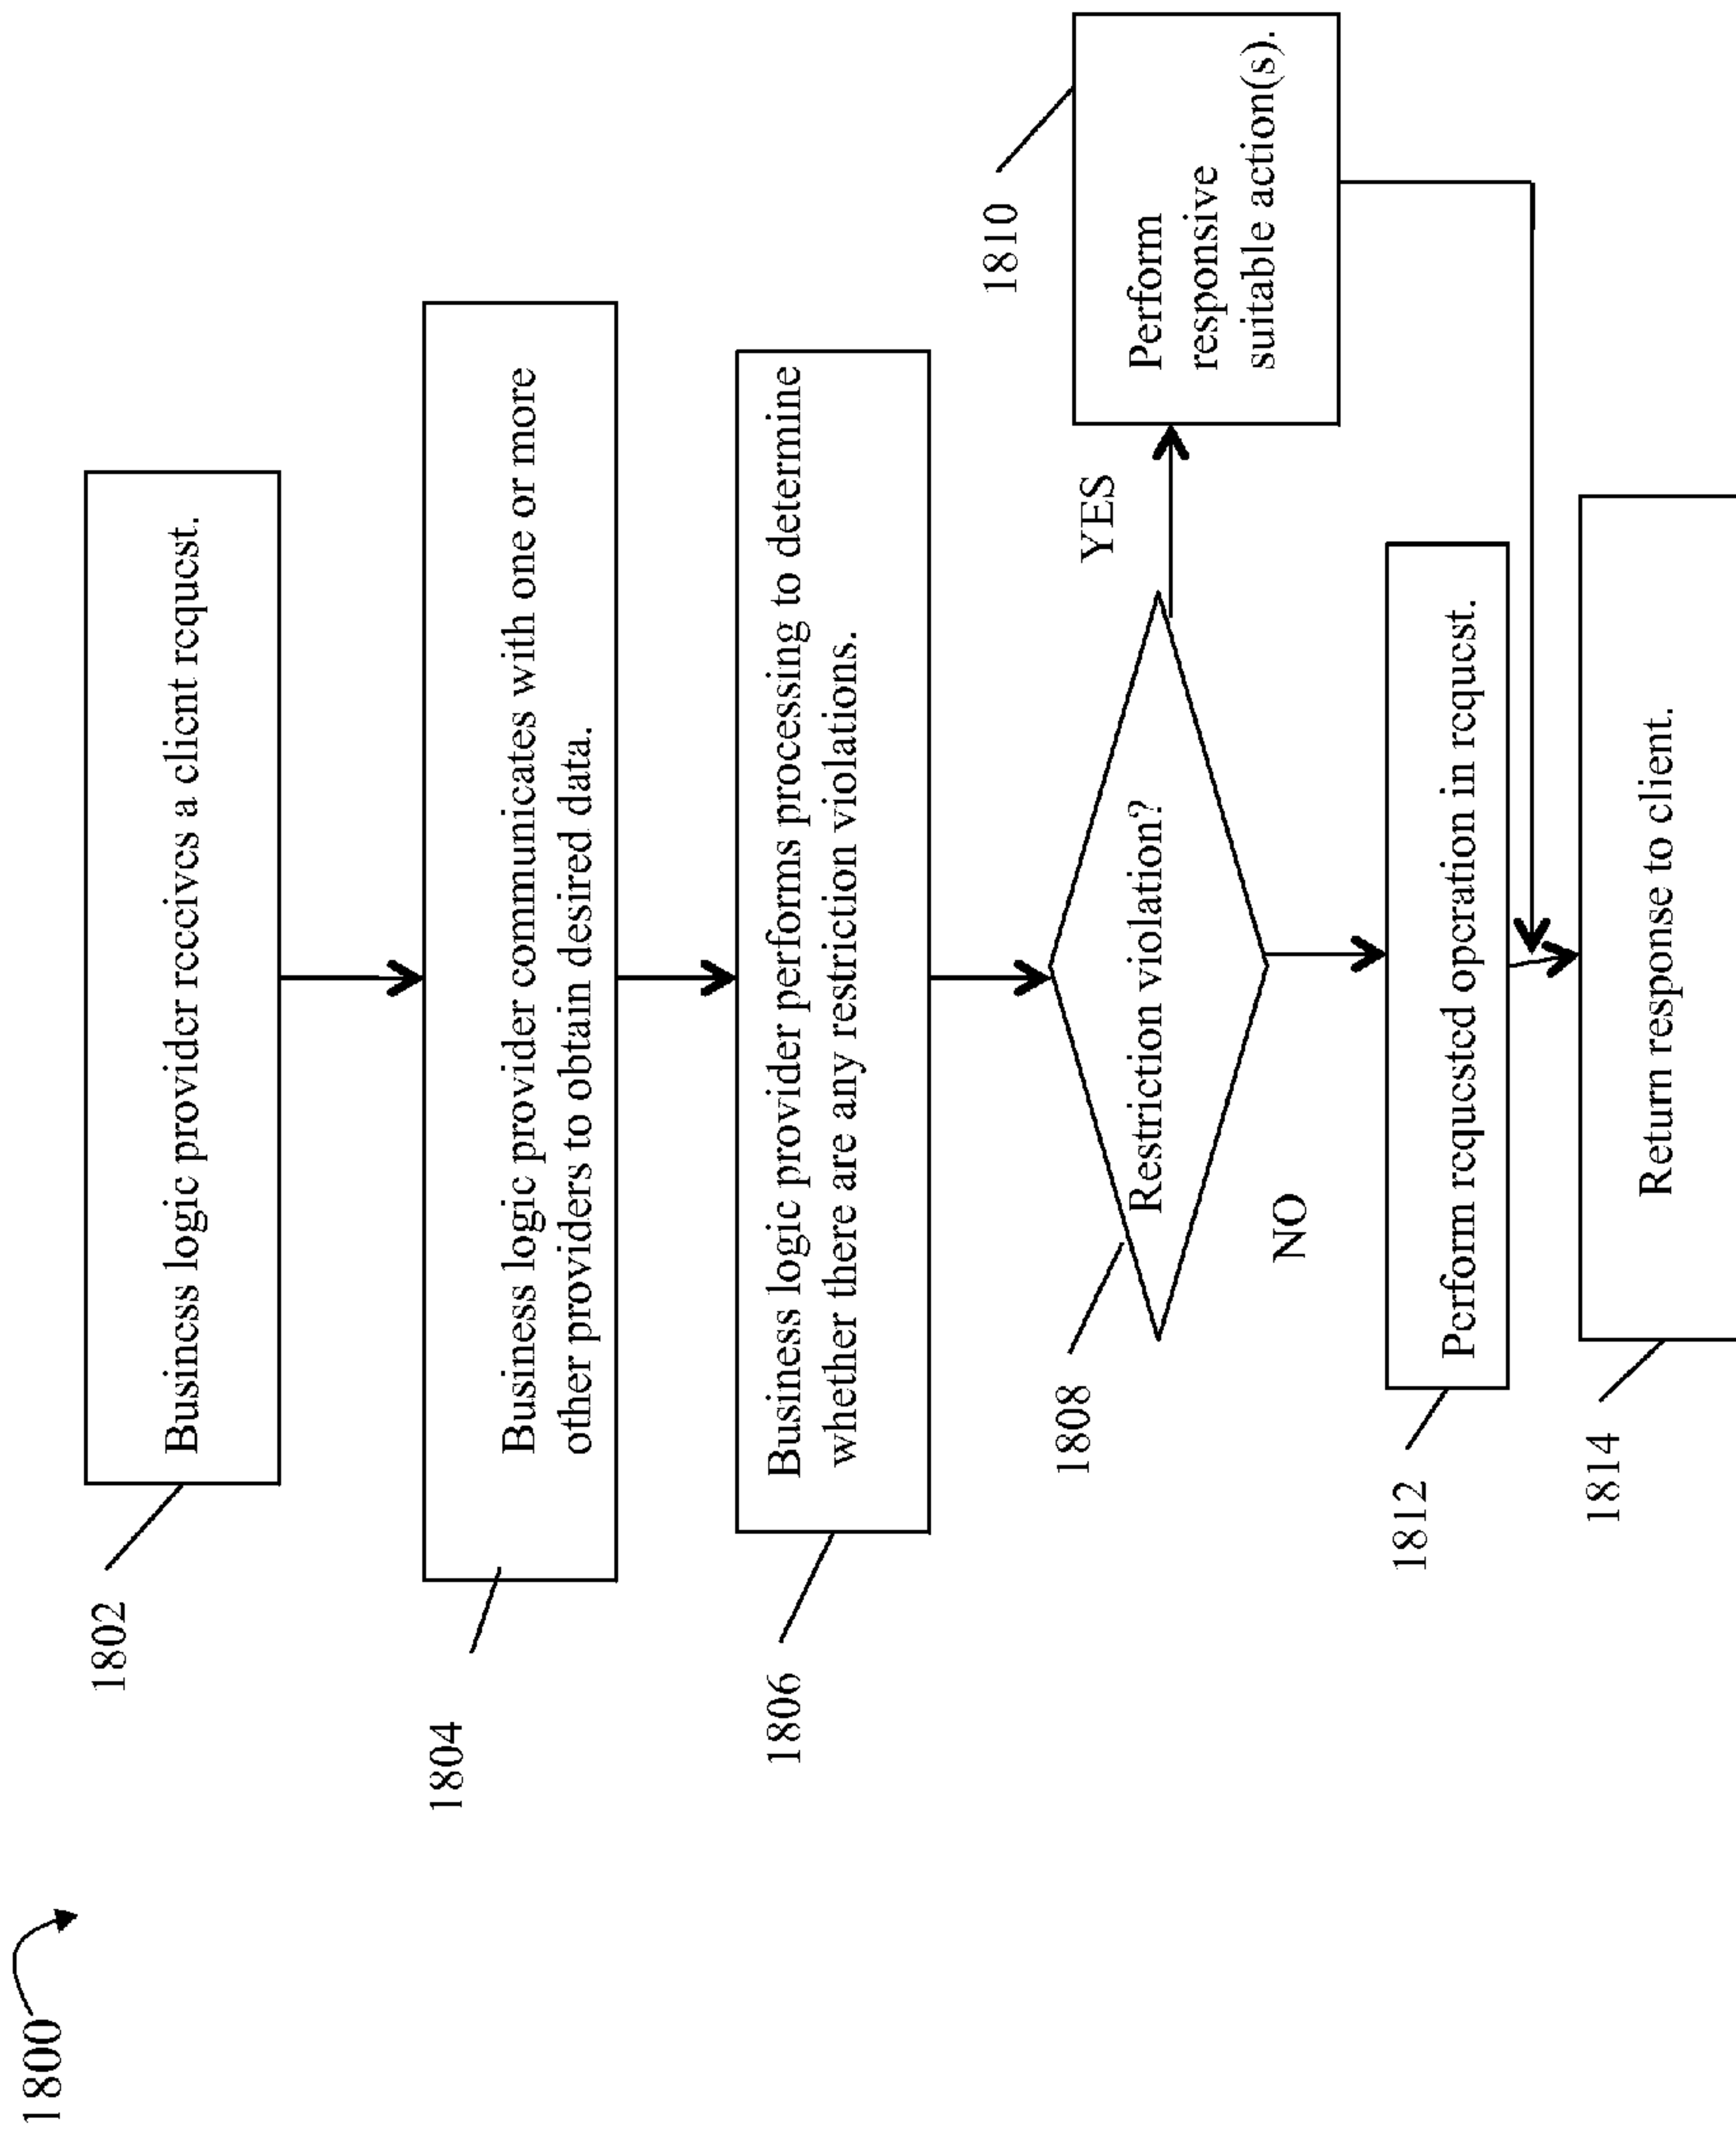 1800
1802
Business logic provider receives a client request.
1804
Business logic provider communicates with one or more
other providers to obtain desired data.
1806
Business logic provider performs processing to determine
whether there are any restriction violations.
1808
Restriction violation?
YES
1810
Perform
responsive
suitable action(s).
NO
1812
Perform requested operation in request.
1814
Return response to client.